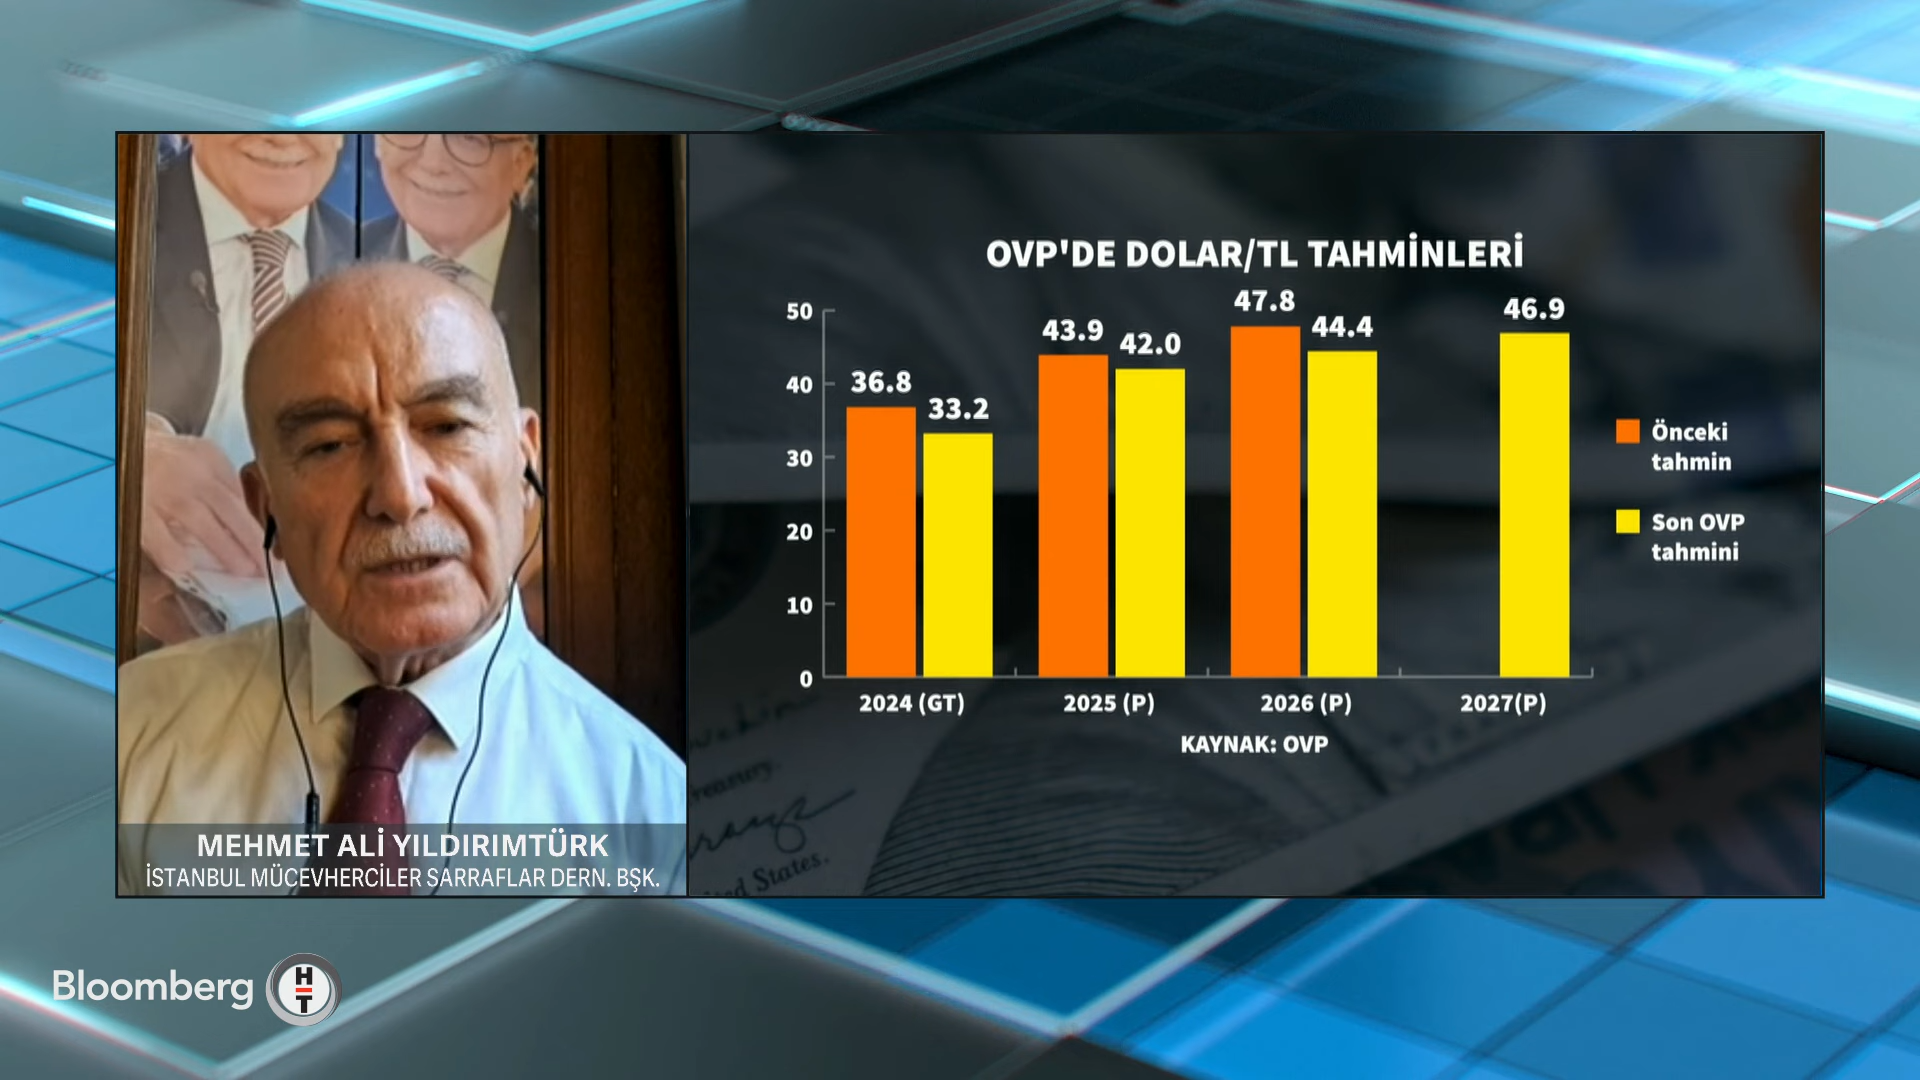 OVP'DE DOLAR/TL TAHMİNLERİ
50
40
30
20
10
0
36.8
33.2
43.9
42.0
47.8
44.4
46.9
2024 (GT)
2025 (P)
2026 (P)
2027(P)
KAYNAK: OVP
Önceki
tahmin
Son OVP
tahmini
Treasury.
States.
MEHMET ALİ YILDIRIMTÜRK
İSTANBUL MÜCEVHERCİLER SARRAFLAR DERN. BŞK.
Bloomberg HT